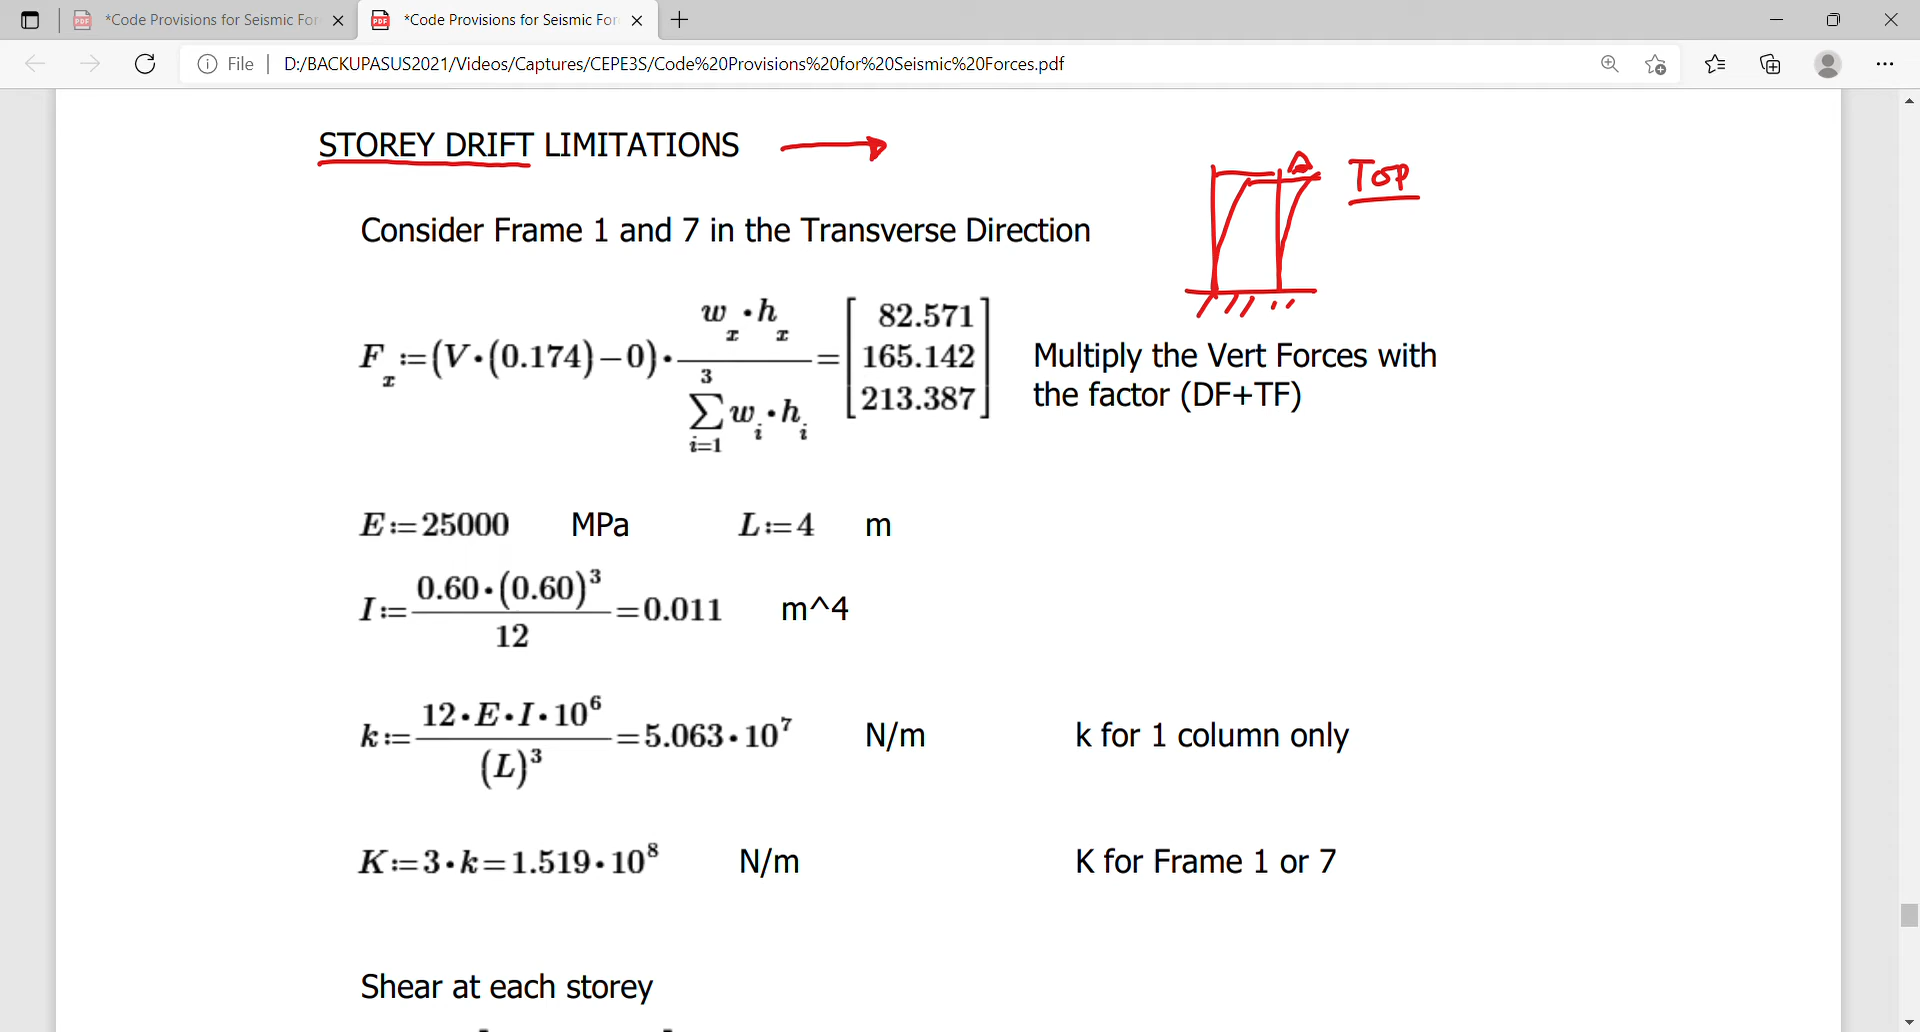 *Code Provisions for Seismic For
*Code Provisions for Seismic For
File
D:/BACKUPASUS2021/Videos/Captures/CEPE3S/Code%20Provisions%20for%20Seismic%20Forces.pdf
STOREY DRIFT LIMITATIONS
Δ Top
Consider Frame 1 and 7 in the Transverse Direction
F_x := (V·(0.174)−0)· (w_x·h_x)/(∑_{i=1}^{3} w_i·h_i) = [82.571 165.142 213.387]
Multiply the Vert Forces with
the factor (DF+TF)
E:=25000 MPa L:=4 m
I:= (0.60·(0.60)^3)/12 =0.011 m^4
k:= (12·E·I·10^6)/(L)^3 =5.063·10^7 N/m k for 1 column only
K:=3·k=1.519·10^8 N/m K for Frame 1 or 7
Shear at each storey